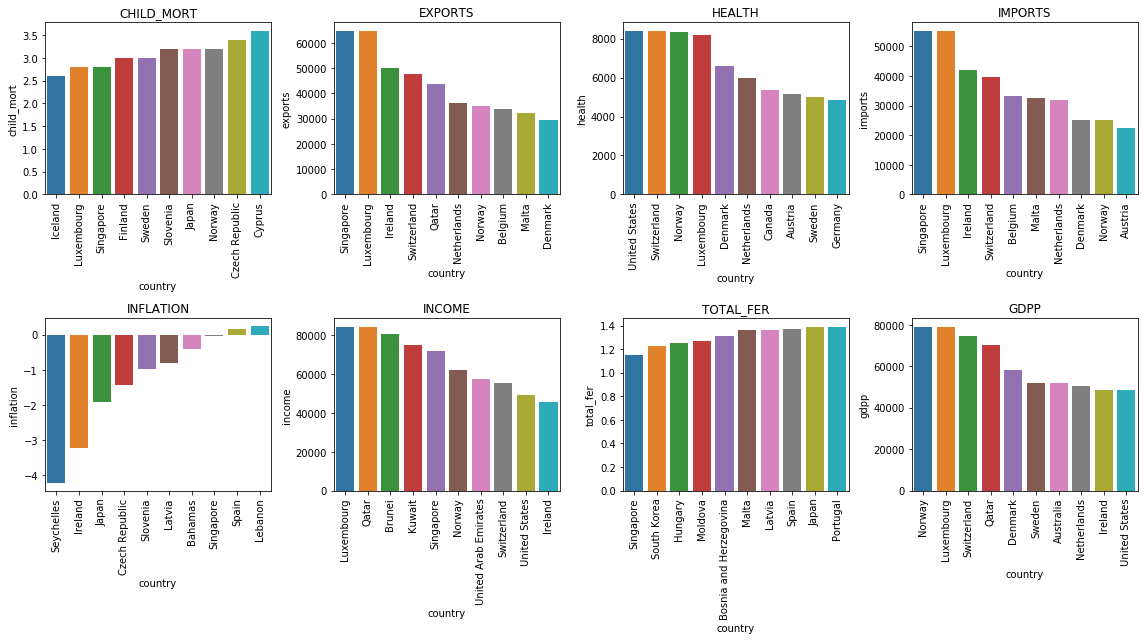 CHILD_MORT
child_mort
3.5
3.0
2.5
2.0
1.5
1.0
0.5
0.0
Iceland
Luxembourg
Singapore
Finland
Sweden
Slovenia
Japan
Norway
Czech Republic
Cyprus
country
EXPORTS
exports
60000
50000
40000
30000
20000
10000
0
Singapore
Luxembourg
Ireland
Switzerland
Qatar
Netherlands
Norway
Belgium
Malta
Denmark
country
HEALTH
health
8000
6000
4000
2000
0
United States
Switzerland
Norway
Luxembourg
Denmark
Netherlands
Canada
Austria
Sweden
Germany
country
IMPORTS
imports
50000
40000
30000
20000
10000
0
Singapore
Luxembourg
Ireland
Switzerland
Belgium
Malta
Netherlands
Denmark
Norway
Austria
country
INFLATION
inflation
0
−1
−2
−3
−4
Seychelles
Ireland
Japan
Czech Republic
Slovenia
Latvia
Bahamas
Singapore
Spain
Lebanon
country
INCOME
income
80000
60000
40000
20000
0
Luxembourg
Qatar
Brunei
Kuwait
Singapore
Norway
United Arab Emirates
Switzerland
United States
Ireland
country
TOTAL_FER
total_fer
1.4
1.2
1.0
0.8
0.6
0.4
0.2
0.0
Singapore
South Korea
Hungary
Moldova
Bosnia and Herzegovina
Malta
Latvia
Spain
Japan
Portugal
country
GDPP
gdpp
80000
60000
40000
20000
0
Norway
Luxembourg
Switzerland
Qatar
Denmark
Sweden
Australia
Netherlands
Ireland
United States
country